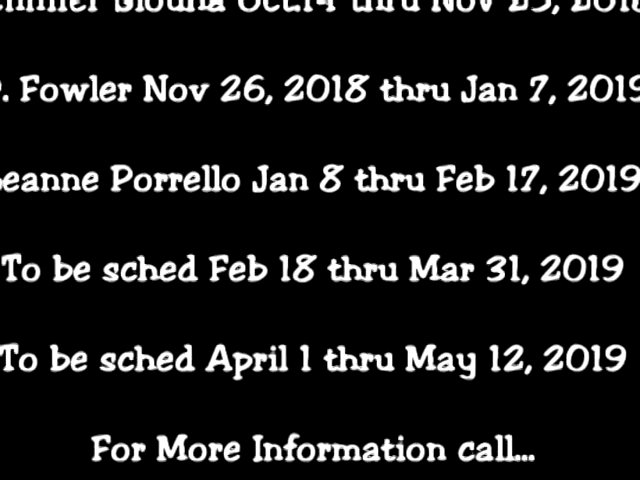 Oct.14 thru Nov 25, 2018
. Fowler Nov 26, 2018 thru Jan 7, 2019
eanne Porrello Jan 8 thru Feb 17, 2019
To be sched Feb 18 thru Mar 31, 2019
To be sched April 1 thru May 12, 2019
For More Information call...